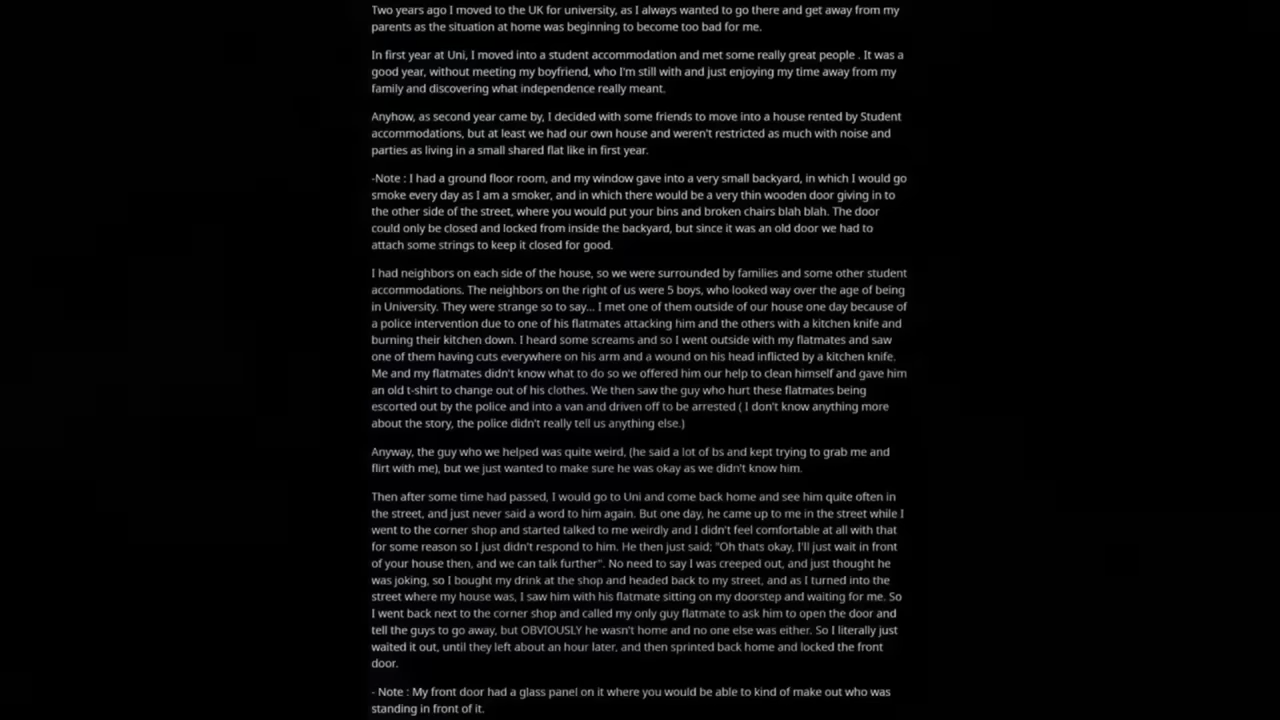 Two years ago I moved to the UK for university, as I always wanted to go there and get away from my
parents as the situation at home was beginning to become too bad for me.
In first year at Uni, I moved into a student accommodation and met some really great people . It was a
good year, without meeting my boyfriend, who I'm still with and just enjoying my time away from my
family and discovering what independence really meant.
Anyhow, as second year came by, I decided with some friends to move into a house rented by Student
accommodations, but at least we had our own house and weren't restricted as much with noise and
parties as living in a small shared flat like in first year.
-Note : I had a ground floor room, and my window gave into a very small backyard, in which I would go
smoke every day as I am a smoker, and in which there would be a very thin wooden door giving in to
the other side of the street, where you would put your bins and broken chairs blah blah. The door
could only be closed and locked from inside the backyard, but since it was an old door we had to
attach some strings to keep it closed for good.
I had neighbors on each side of the house, so we were surrounded by families and some other student
accommodations. The neighbors on the right of us were 5 boys, who looked way over the age of being
in University. They were strange so to say... I met one of them outside of our house one day because of
a police intervention due to one of his flatmates attacking him and the others with a kitchen knife and
burning their kitchen down. I heard some screams and so I went outside with my flatmates and saw
one of them having cuts everywhere on his arm and a wound on his head inflicted by a kitchen knife.
Me and my flatmates didn't know what to do so we offered him our help to clean himself and gave him
an old t-shirt to change out of his clothes. We then saw the guy who hurt these flatmates being
escorted out by the police and into a van and driven off to be arrested ( I don't know anything more
about the story, the police didn't really tell us anything else.)
Anyway, the guy who we helped was quite weird, (he said a lot of bs and kept trying to grab me and
flirt with me), but we just wanted to make sure he was okay as we didn't know him.
Then after some time had passed, I would go to Uni and come back home and see him quite often in
the street, and just never said a word to him again. But one day, he came up to me in the street while I
went to the corner shop and started talked to me weirdly and I didn't feel comfortable at all with that
for some reason so I just didn't respond to him. He then just said; "Oh thats okay, I'll just wait in front
of your house then, and we can talk further". No need to say I was creeped out, and just thought he
was joking, so I bought my drink at the shop and headed back to my street, and as I turned into the
street where my house was, I saw him with his flatmate sitting on my doorstep and waiting for me. So
I went back next to the corner shop and called my only guy flatmate to ask him to open the door and
tell the guys to go away, but OBVIOUSLY he wasn't home and no one else was either. So I literally just
waited it out, until they left about an hour later, and then sprinted back home and locked the front
door.
- Note : My front door had a glass panel on it where you would be able to kind of make out who was
standing in front of it.